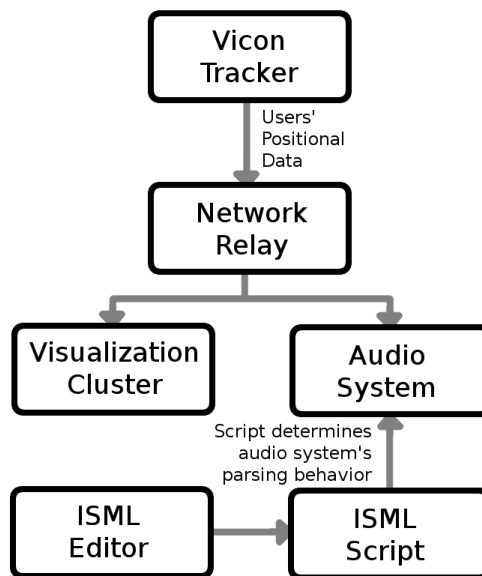 Vicon
Tracker
Users'
Positional
Data
Network
Relay
Visualization
Cluster
Audio
System
Script determines
audio system's
parsing behavior
ISML
Editor
ISML
Script